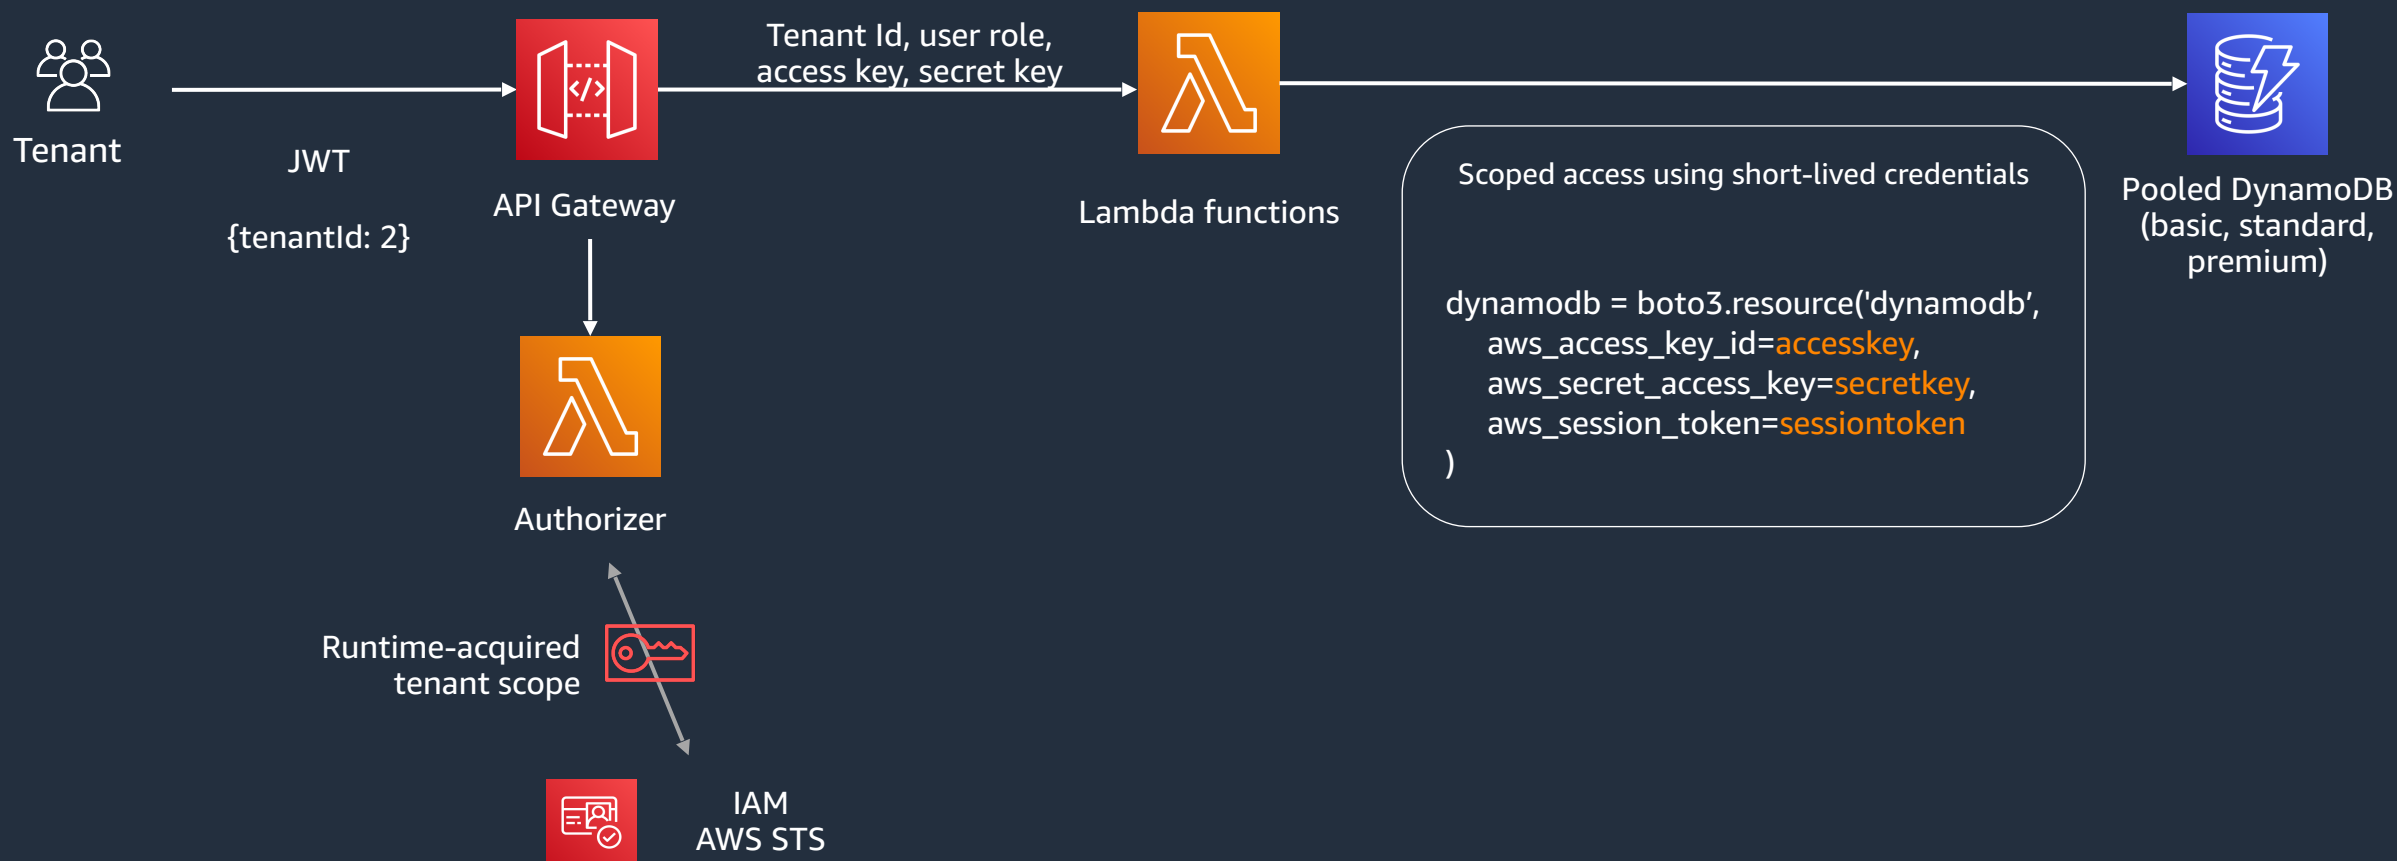 Tenant
JWT
{tenantId: 2}
API Gateway
Tenant Id, user role,
access key, secret key
Lambda functions
Scoped access using short-lived credentials
dynamodb = boto3.resource('dynamodb’,
aws_access_key_id=accesskey,
aws_secret_access_key=secretkey,
aws_session_token=sessiontoken
)
Pooled DynamoDB
(basic, standard,
premium)
Authorizer
Runtime-acquired
tenant scope
IAM
AWS STS